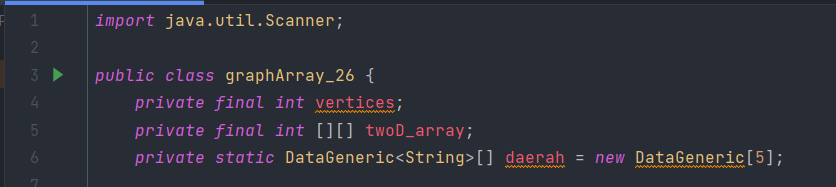 1 import java.util.Scanner;
2
3 public class graphArray_26 {
4 private final int vertices;
5 private final int [][] twoD_array;
6 private static DataGeneric<String>[] daerah = new DataGeneric[5];